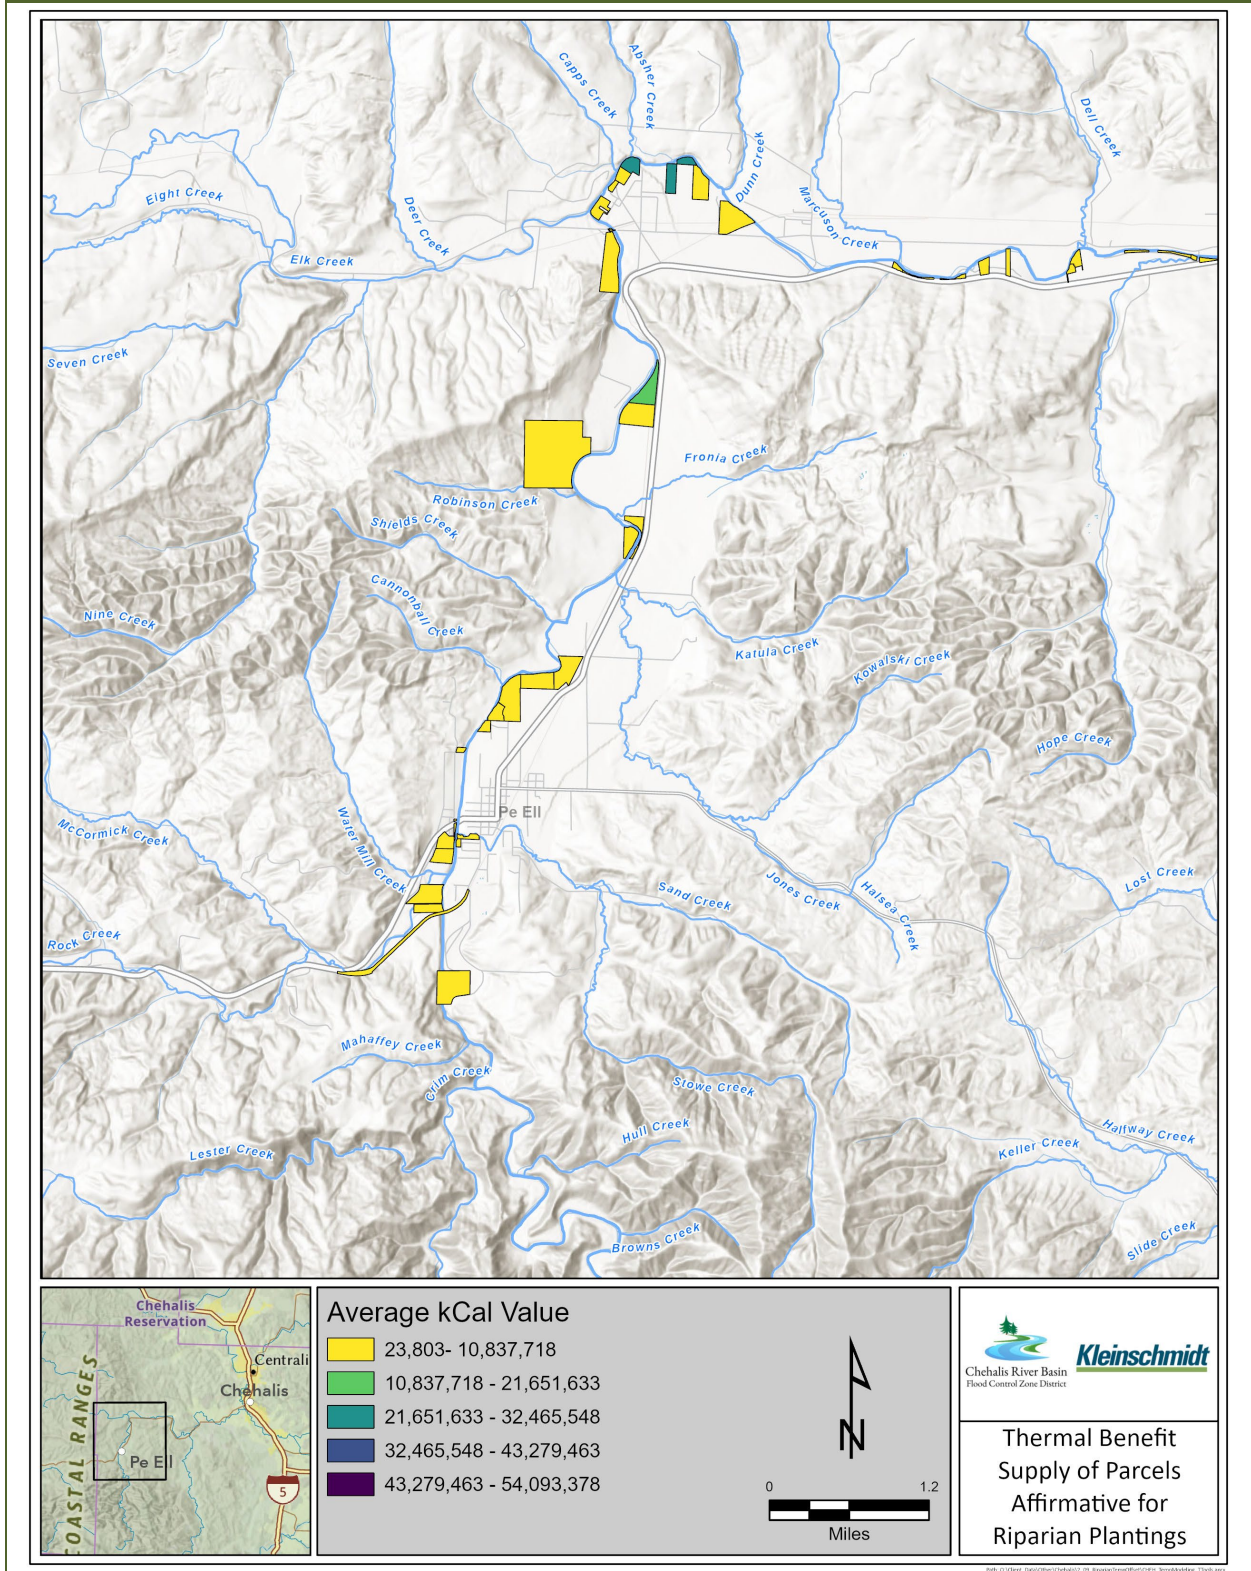 Capps Creek
Absher Creek
Dell Creek
Dunn Creek
Eight Creek
Deer Creek
Marcuson Creek
Elk Creek
Seven Creek
Fronia Creek
Robinson Creek
Shields Creek
Cannonball Creek
Nine Creek
Katula Creek
Kowalski Creek
Hope Creek
Pe Ell
McCormick Creek
Water Mill Creek
Jones Creek
Halsea Creek
Lost Creek
Sand Creek
Rock Creek
Mahaffey Creek
Crim Creek
Stowe Creek
Hull Creek
Halfway Creek
Keller Creek
Lester Creek
Browns Creek
Slide Creek
Chehalis
Reservation
Centrali
Chehalis
OASTAL RANGES
Pe Ell
5
Average kCal Value
23,803- 10,837,718
10,837,718 - 21,651,633
21,651,633 - 32,465,548
32,465,548 - 43,279,463
43,279,463 - 54,093,378
N
0 1.2
Miles
Chehalis River Basin
Flood Control Zone District
Kleinschmidt
Thermal Benefit
Supply of Parcels
Affirmative for
Riparian Plantings